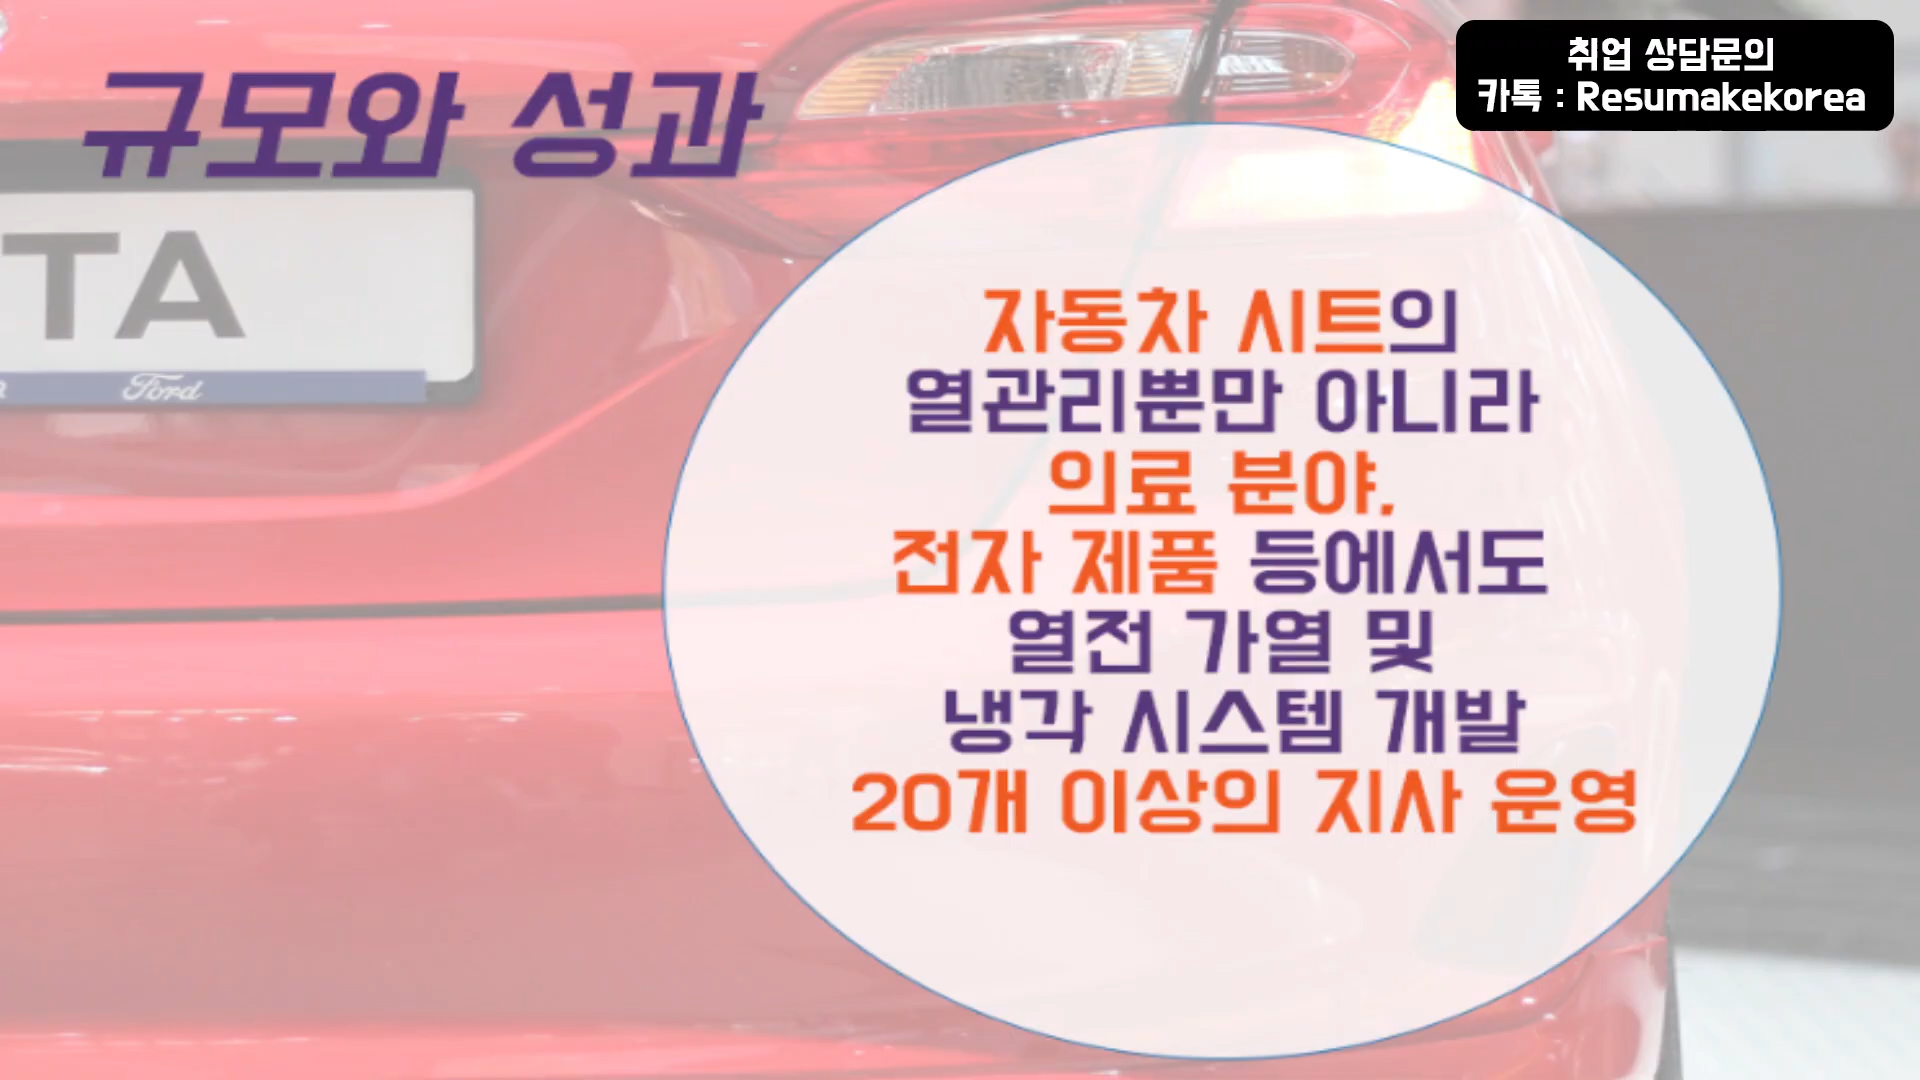 취업 상담문의
카톡 : Resumakekorea
규모와 성과
TA
R
Ford
자동차 시트의
열관리뿐만 아니라
의료 분야,
전자 제품 등에서도
열전 가열 및
냉각 시스템 개발
20개 이상의 지사 운영